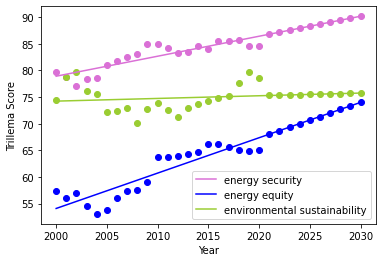 90
85
80
75
70
65
60
55
Trillema Score
2000 2005 2010 2015 2020 2025 2030
Year
energy security
energy equity
environmental sustainability